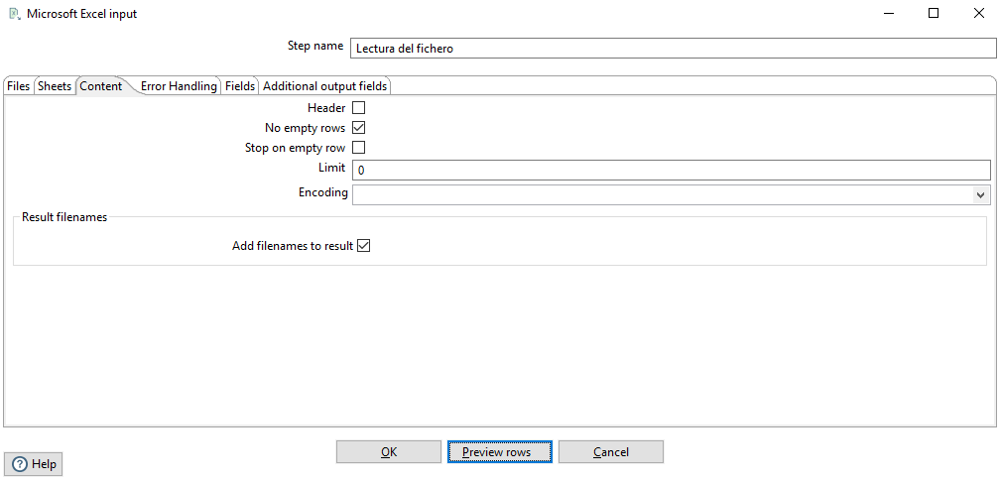 Microsoft Excel input
Step name Lectura del fichero
Files Sheets Content Error Handling Fields Additional output fields
Header
No empty rows
Stop on empty row
Limit 0
Encoding
Result filenames
Add filenames to result
OK Preview rows Cancel
Help